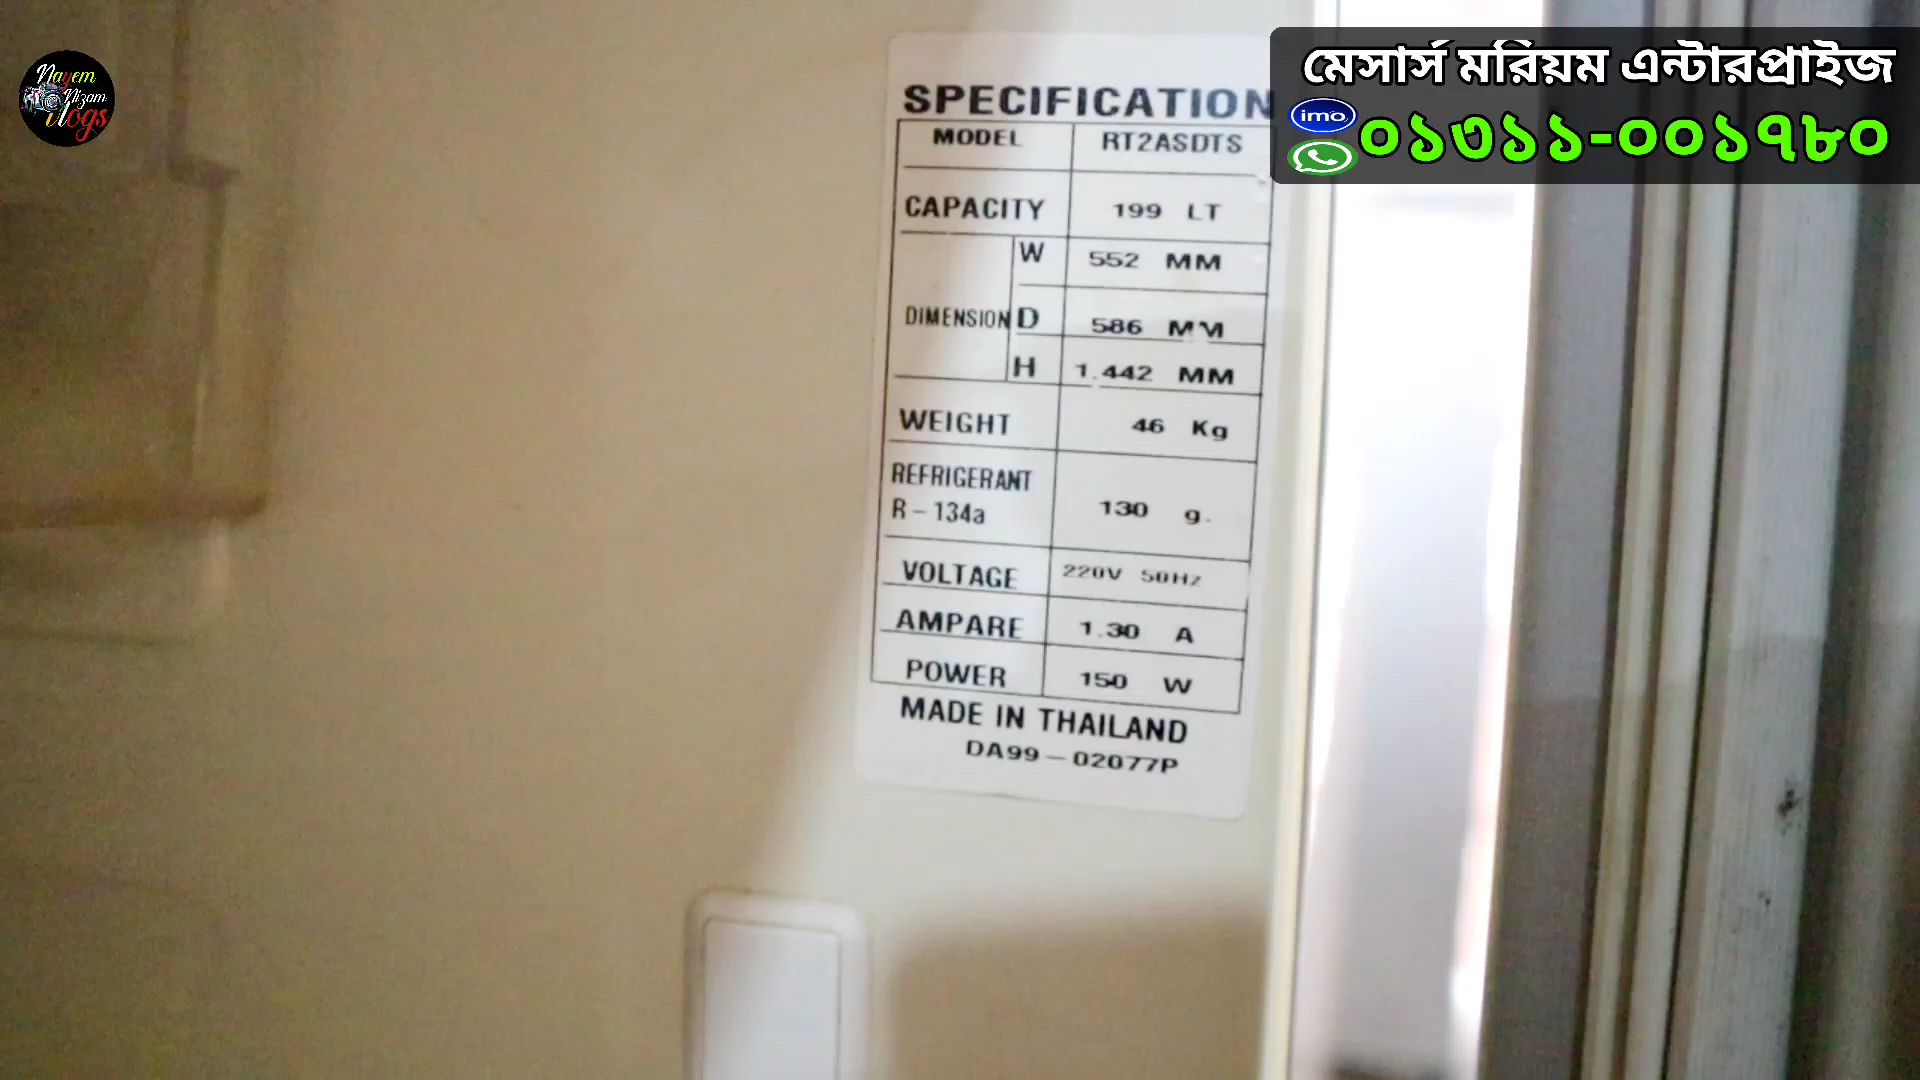 Nayem
Nizam
vlogs
মেসার্স মরিয়ম এন্টারপ্রাইজ
imo
০১৩১১-০০১৭৮০
SPECIFICATION
MODEL RT2ASDTS
CAPACITY 199 LT
DIMENSION W 552 MM
D 586 MM
H 1.442 MM
WEIGHT 46 Kg
REFRIGERANT
R-134a 130 g.
VOLTAGE 220V 50Hz
AMPARE 1.30 A
POWER 150 W
MADE IN THAILAND
DA99-02077P